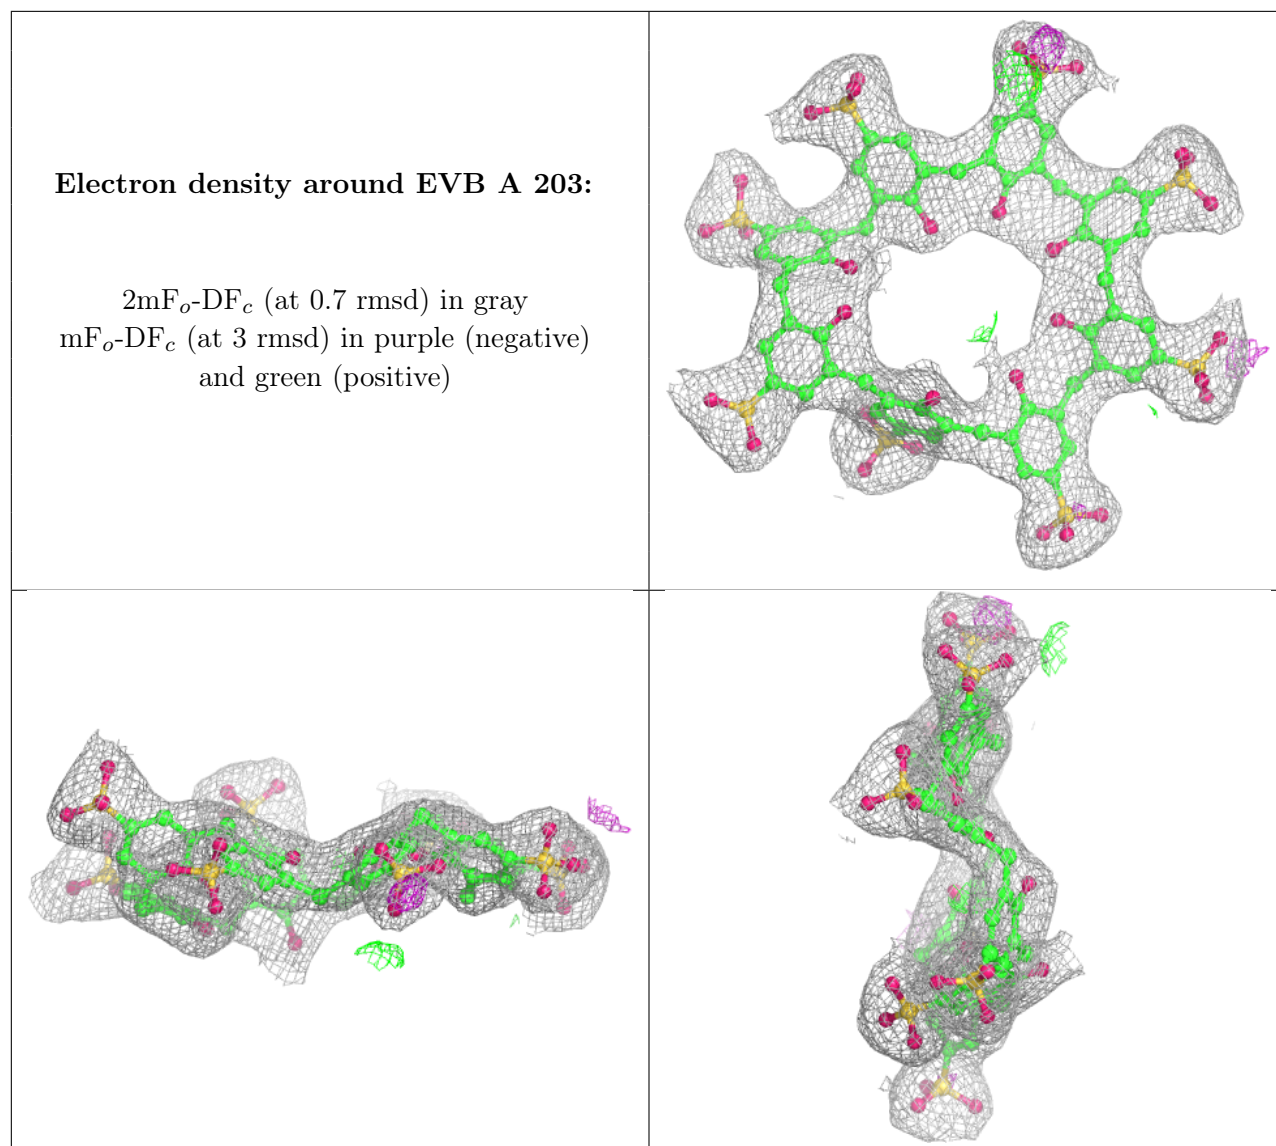 Electron density around EVB A 203:
2mFo-DFc (at 0.7 rmsd) in gray
mFo-DFc (at 3 rmsd) in purple (negative)
and green (positive)